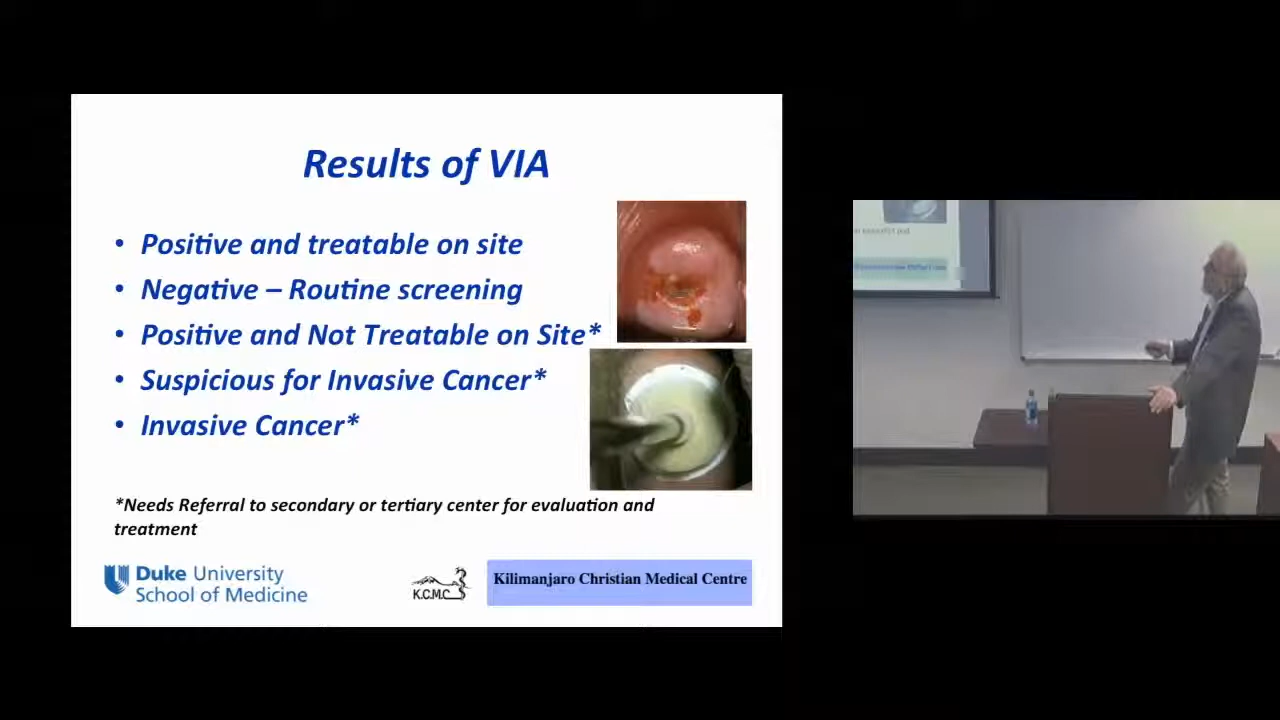 Results of VIA
• Positive and treatable on site
• Negative – Routine screening
• Positive and Not Treatable on Site*
• Suspicious for Invasive Cancer*
• Invasive Cancer*
*Needs Referral to secondary or tertiary center for evaluation and
treatment
Duke University
School of Medicine
K.C.M.C
Kilimanjaro Christian Medical Centre